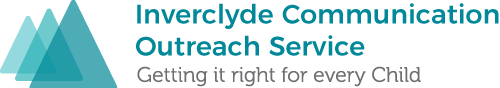 Inverclyde Communication
Outreach Service
Getting it right for every Child